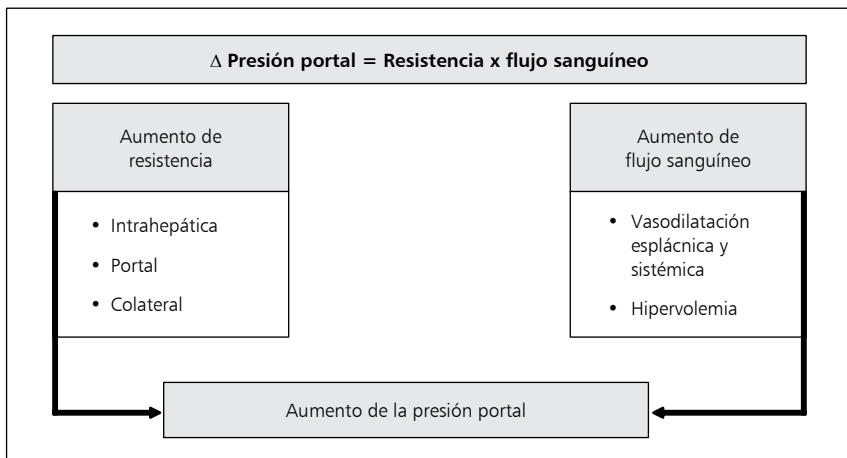 Δ Presión portal = Resistencia x flujo sanguíneo
Aumento de
resistencia
• Intrahepática
• Portal
• Colateral
Aumento de
flujo sanguíneo
• Vasodilatación
esplácnica y
sistémica
• Hipervolemia
Aumento de la presión portal